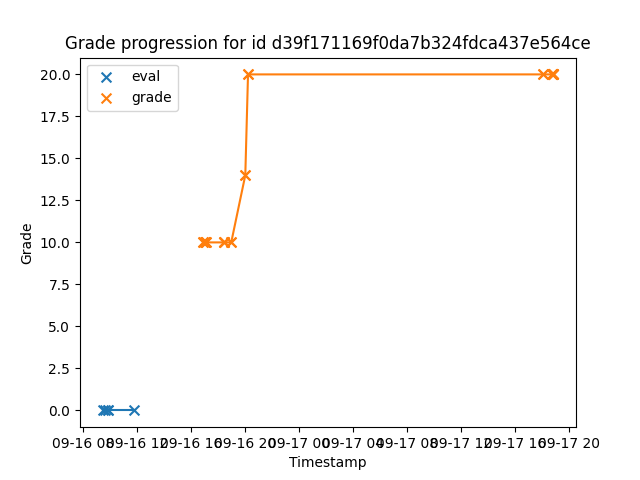 Grade progression for id d39f171169f0da7b324fdca437e564ce
eval
grade
20.0
17.5
15.0
12.5
10.0
7.5
5.0
2.5
0.0
Grade
09-16 08 09-16 12 09-16 16 09-16 20 09-17 00 09-17 04 09-17 08 09-17 12 09-17 16 09-17 20
Timestamp